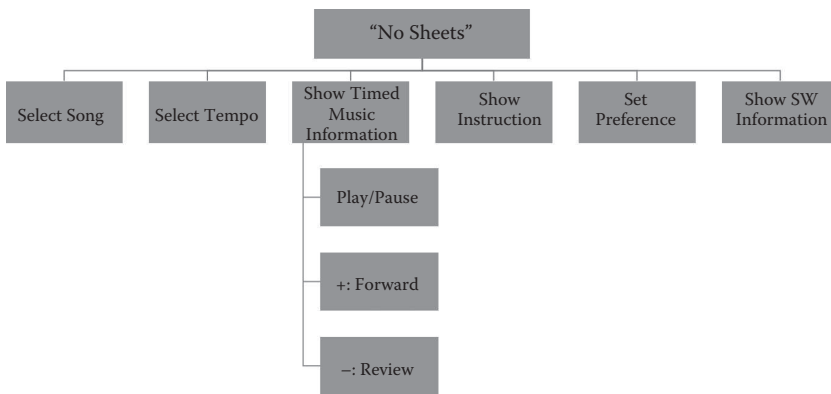 “No Sheets”
Select Song
Select Tempo
Show Timed
Music
Information
Show
Instruction
Set
Preference
Show SW
Information
Play/Pause
+: Forward
–: Review